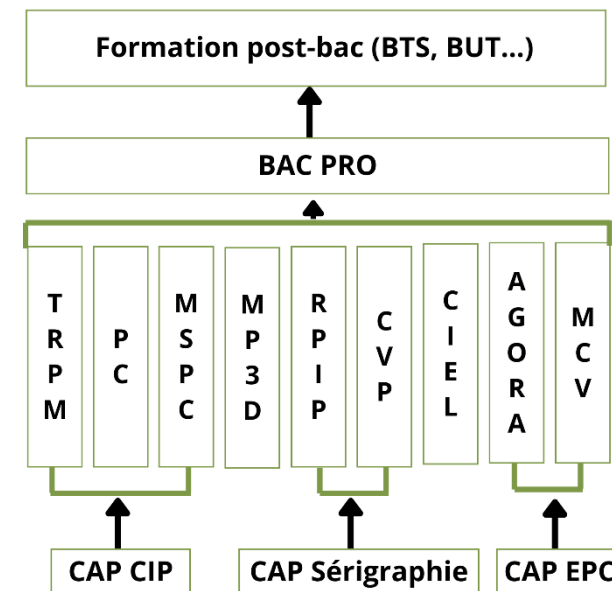 Formation post-bac (BTS, BUT...)
BAC PRO
TRPM
PC
MSPC
MP3D
RPIP
CVP
CIEL
AGORA
MCV
CAP CIP
CAP Sérigraphie
CAP EPC